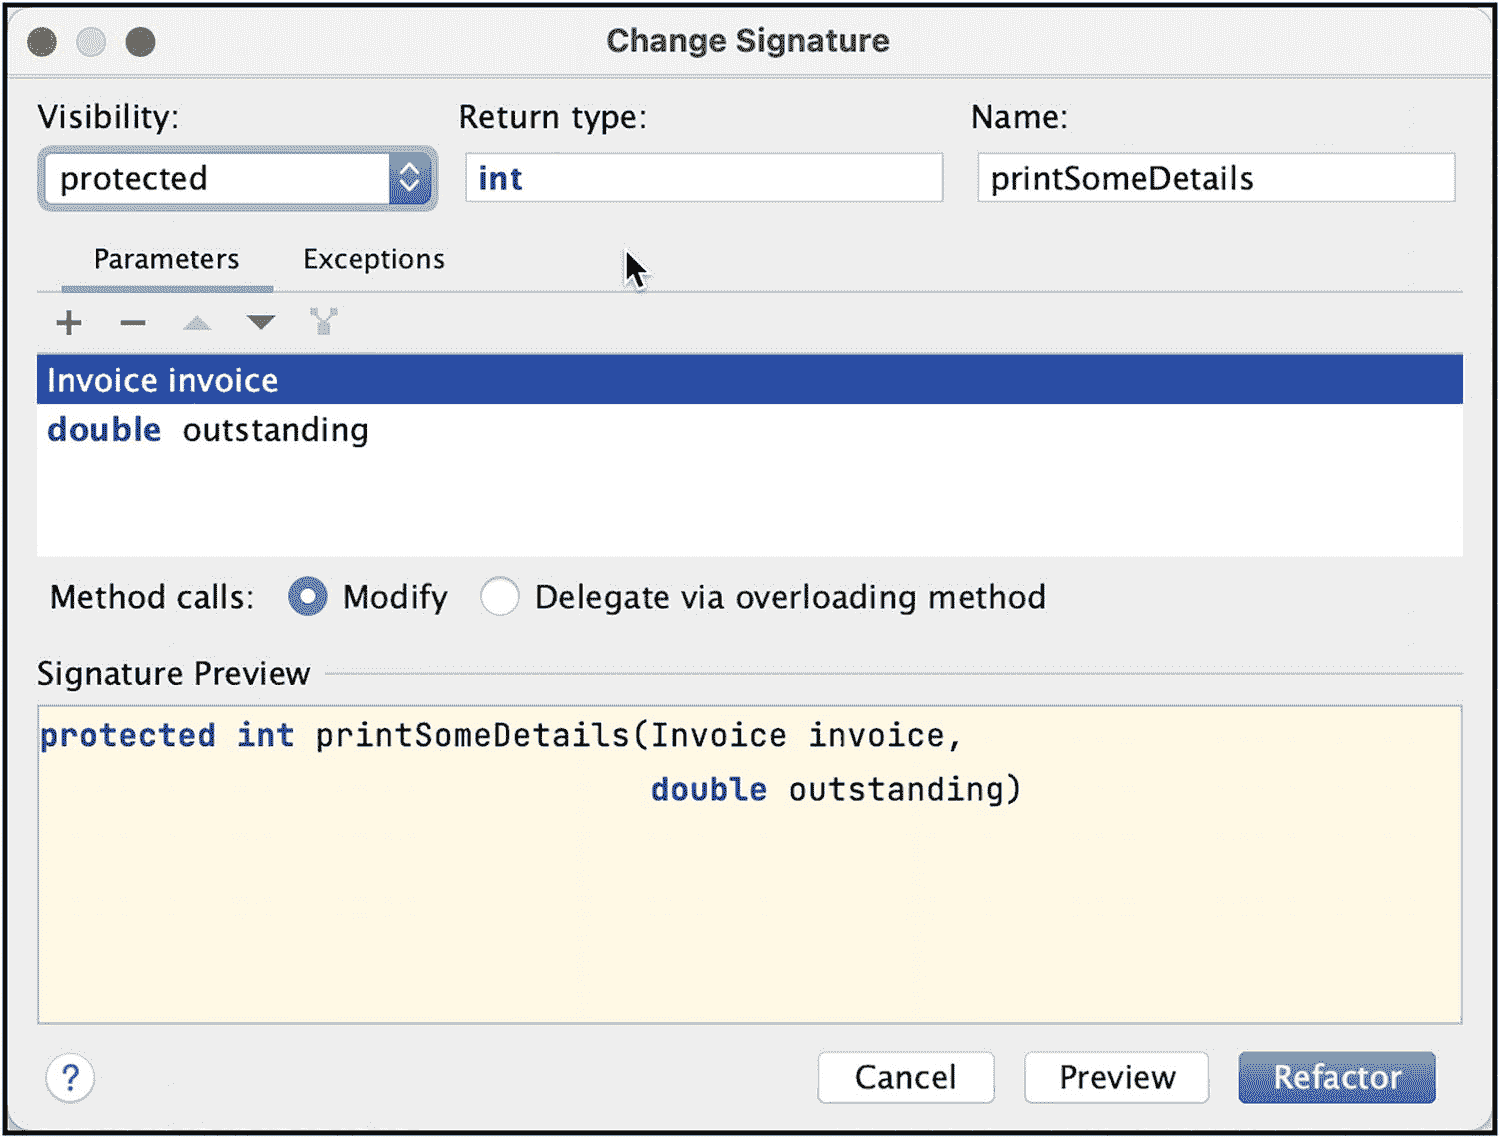 Change Signature
Visibility: Return type: Name:
protected int printSomeDetails
Parameters Exceptions
Invoice invoice
double outstanding
Method calls: Modify Delegate via overloading method
Signature Preview
protected int printSomeDetails(Invoice invoice,
double outstanding)
? Cancel Preview Refactor